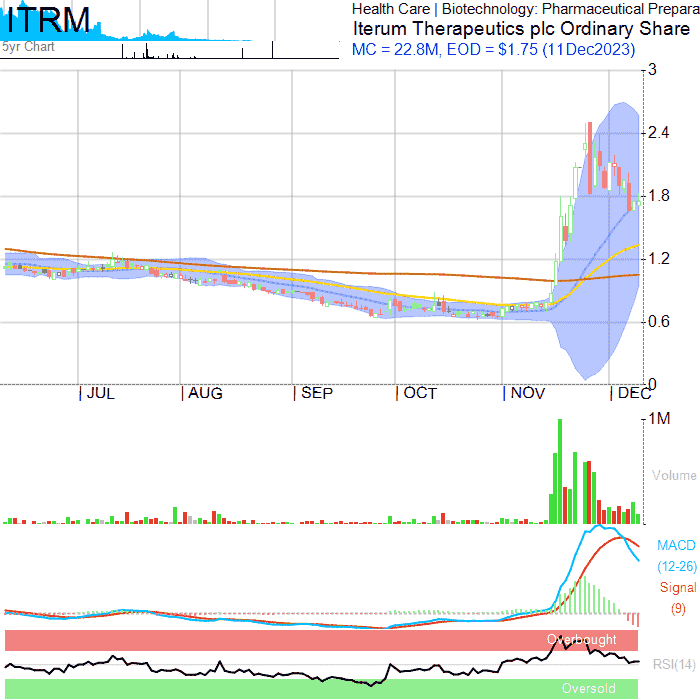 ITRM
5yr Chart
Health Care | Biotechnology: Pharmaceutical Prepara
Iterum Therapeutics plc Ordinary Share
MC = 22.8M, EOD = $1.75 (11Dec2023)
3
2.4
1.8
1.2
0.6
0
| JUL | AUG | SEP | OCT | NOV | DEC
1M
Volume
MACD
(12-26)
Signal
(9)
Overbought
RSI(14)
Oversold